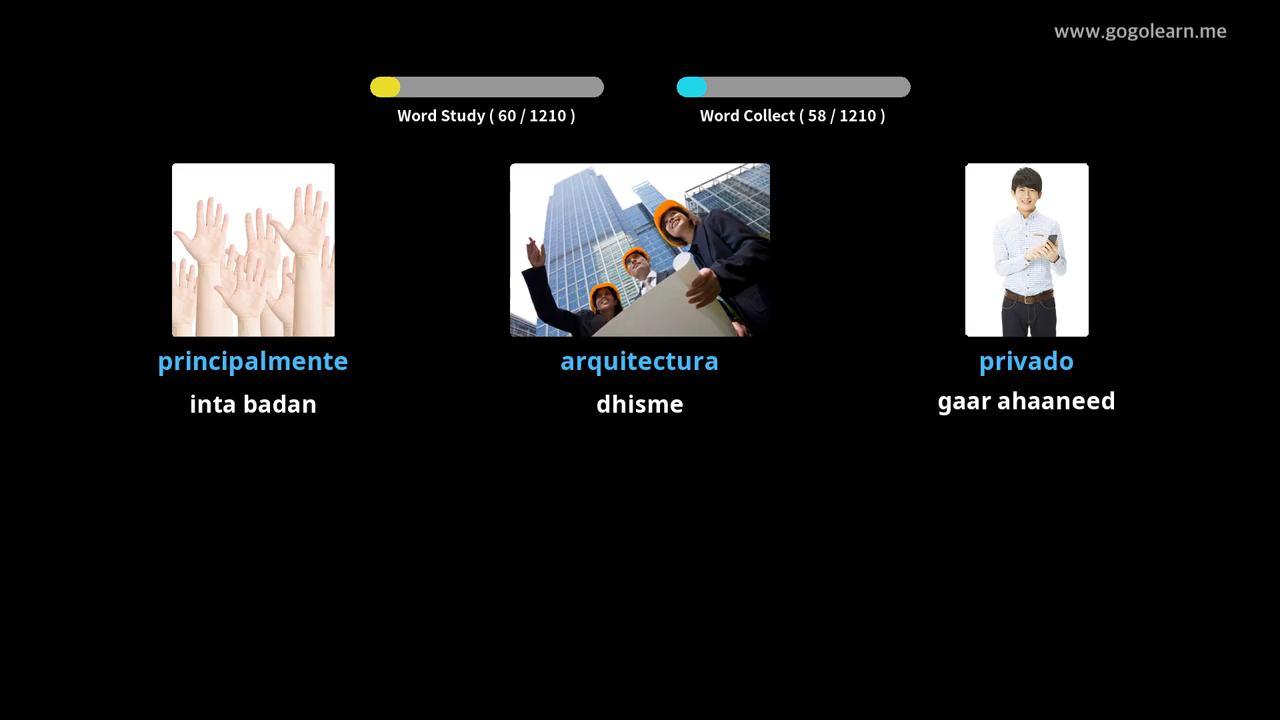 www.gogolearn.me
Word Study ( 60 / 1210 )
Word Collect ( 58 / 1210 )
principalmente
inta badan
arquitectura
dhisme
privado
gaar ahaaneed